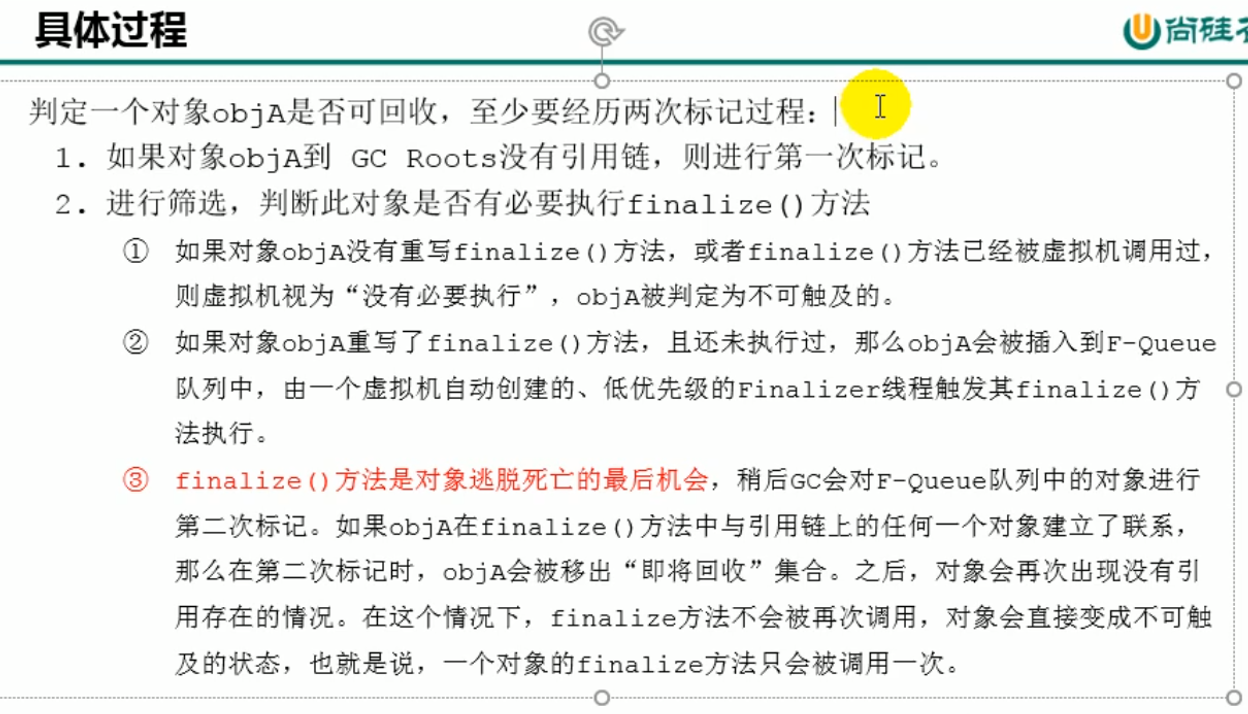 具体过程
尚硅
判定一个对象objA是否可回收，至少要经历两次标记过程：
1. 如果对象objA到 GC Roots没有引用链，则进行第一次标记。
2. 进行筛选，判断此对象是否有必要执行finalize()方法
① 如果对象objA没有重写finalize()方法，或者finalize()方法已经被虚拟机调用过，
则虚拟机视为“没有必要执行”，objA被判定为不可触及的。
② 如果对象objA重写了finalize()方法，且还未执行过，那么objA会被插入到F-Queue
队列中，由一个虚拟机自动创建的、低优先级的Finalizer线程触发其finalize()方
法执行。
③ finalize()方法是对象逃脱死亡的最后机会，稍后GC会对F-Queue队列中的对象进行
第二次标记。如果objA在finalize()方法中与引用链上的任何一个对象建立了联系，
那么在第二次标记时，objA会被移出“即将回收”集合。之后，对象会再次出现没有引
用存在的情况。在这个情况下，finalize方法不会被再次调用，对象会直接变成不可触
及的状态，也就是说，一个对象的finalize方法只会被调用一次。